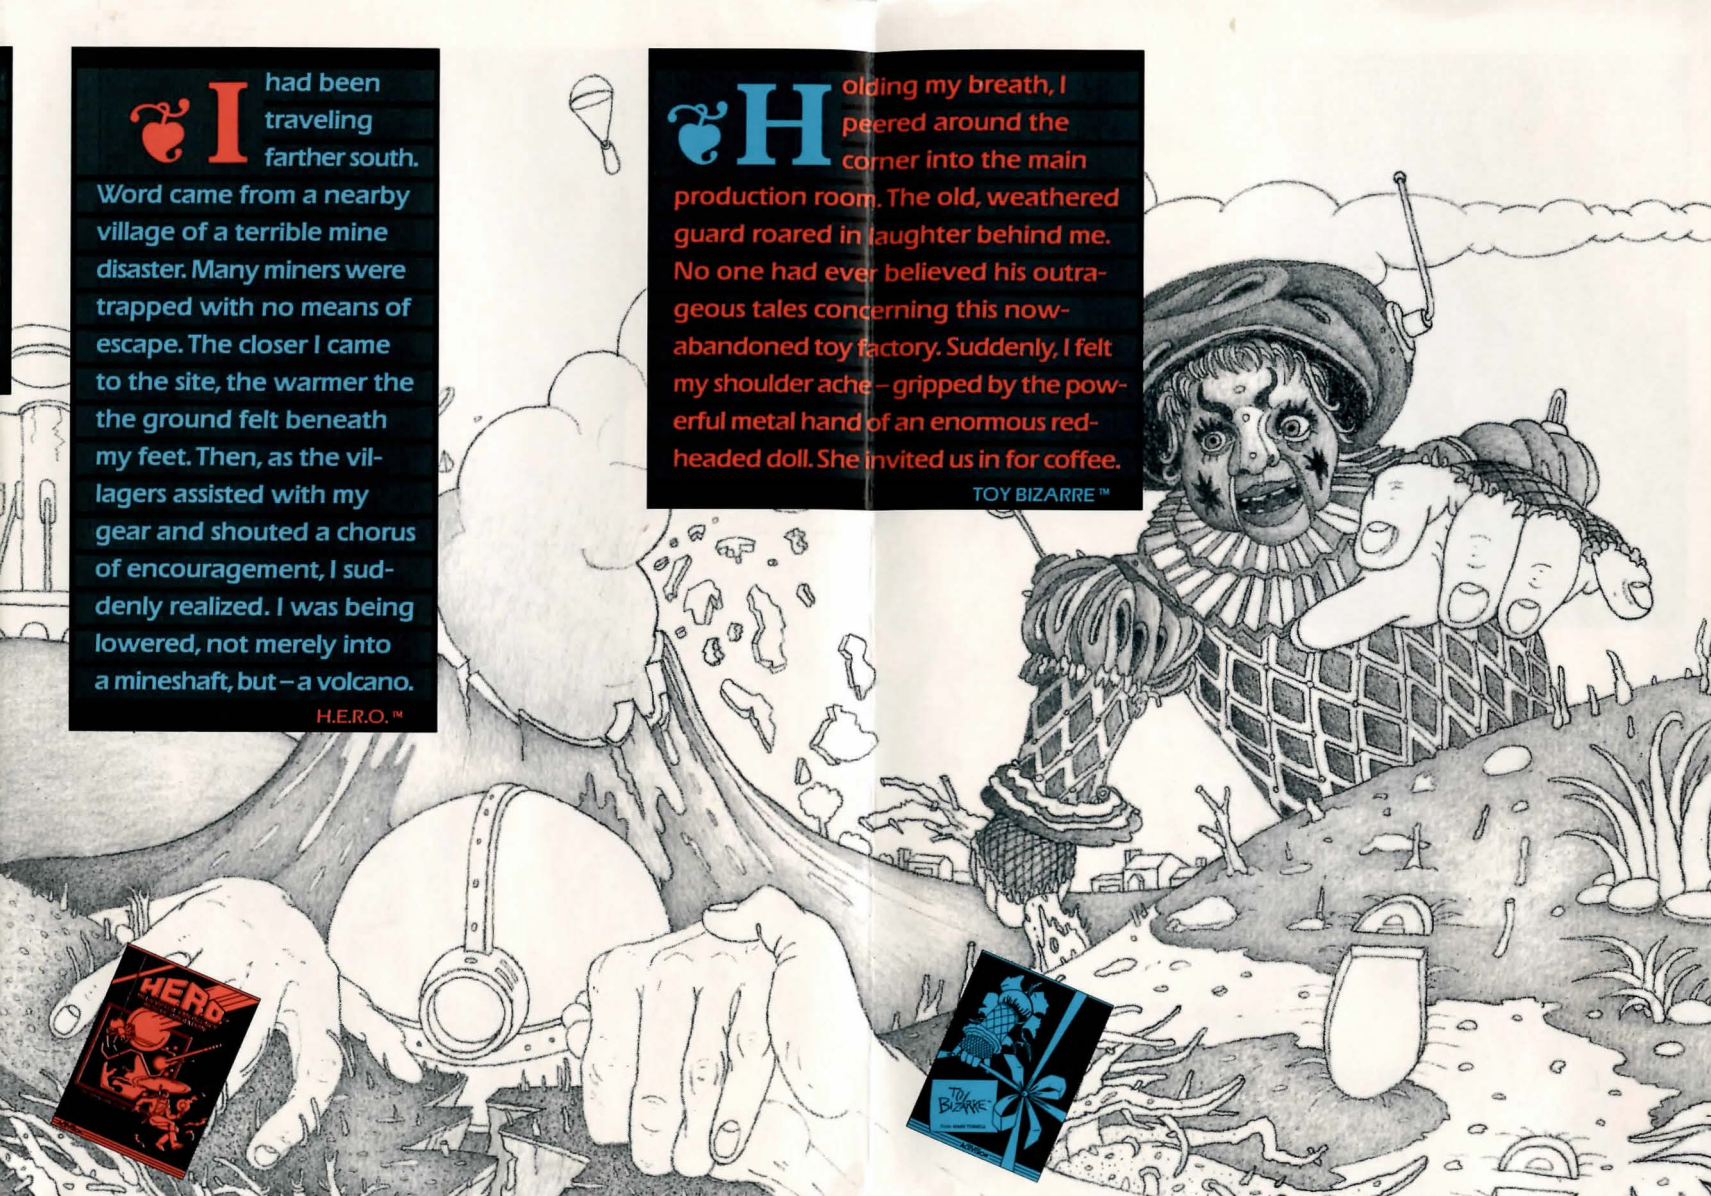 I had been
traveling
farther south.
Word came from a nearby
village of a terrible mine
disaster. Many miners were
trapped with no means of
escape. The closer I came
to the site, the warmer the
the ground felt beneath
my feet. Then, as the vil-
lagers assisted with my
gear and shouted a chorus
of encouragement, I sud-
denly realized. I was being
lowered, not merely into
a mineshaft, but – a volcano.
H.E.R.O.™
Holding my breath, I
peered around the
corner into the main
production room. The old, weathered
guard roared in laughter behind me.
No one had ever believed his outra-
geous tales concerning this now-
abandoned toy factory. Suddenly, I felt
my shoulder ache – gripped by the pow-
erful metal hand of an enormous red-
headed doll. She invited us in for coffee.
TOY BIZARRE™
H.E.R.O.
TOY
BIZARRE
ACTIVISION